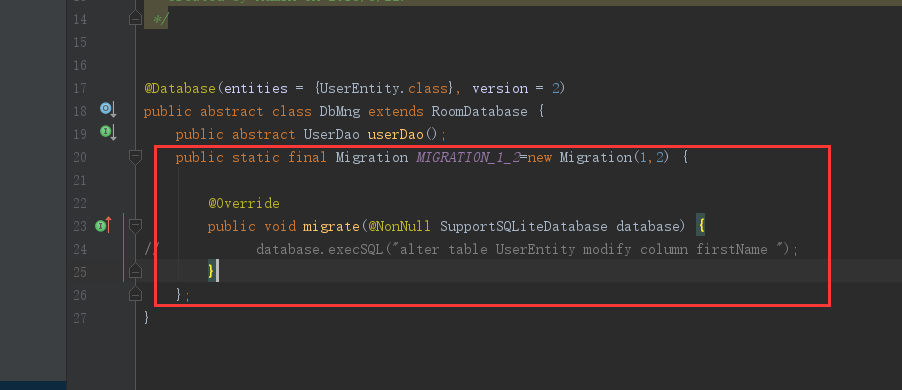 14 */
15
16
17 @Database(entities = {UserEntity.class}, version = 2)
18 public abstract class DbMng extends RoomDatabase {
19 public abstract UserDao userDao();
20 public static final Migration MIGRATION_1_2=new Migration(1,2) {
21
22 @Override
23 public void migrate(@NonNull SupportSQLiteDatabase database) {
24 // database.execSQL("alter table UserEntity modify column firstName ");
25 }
26 };
27 }